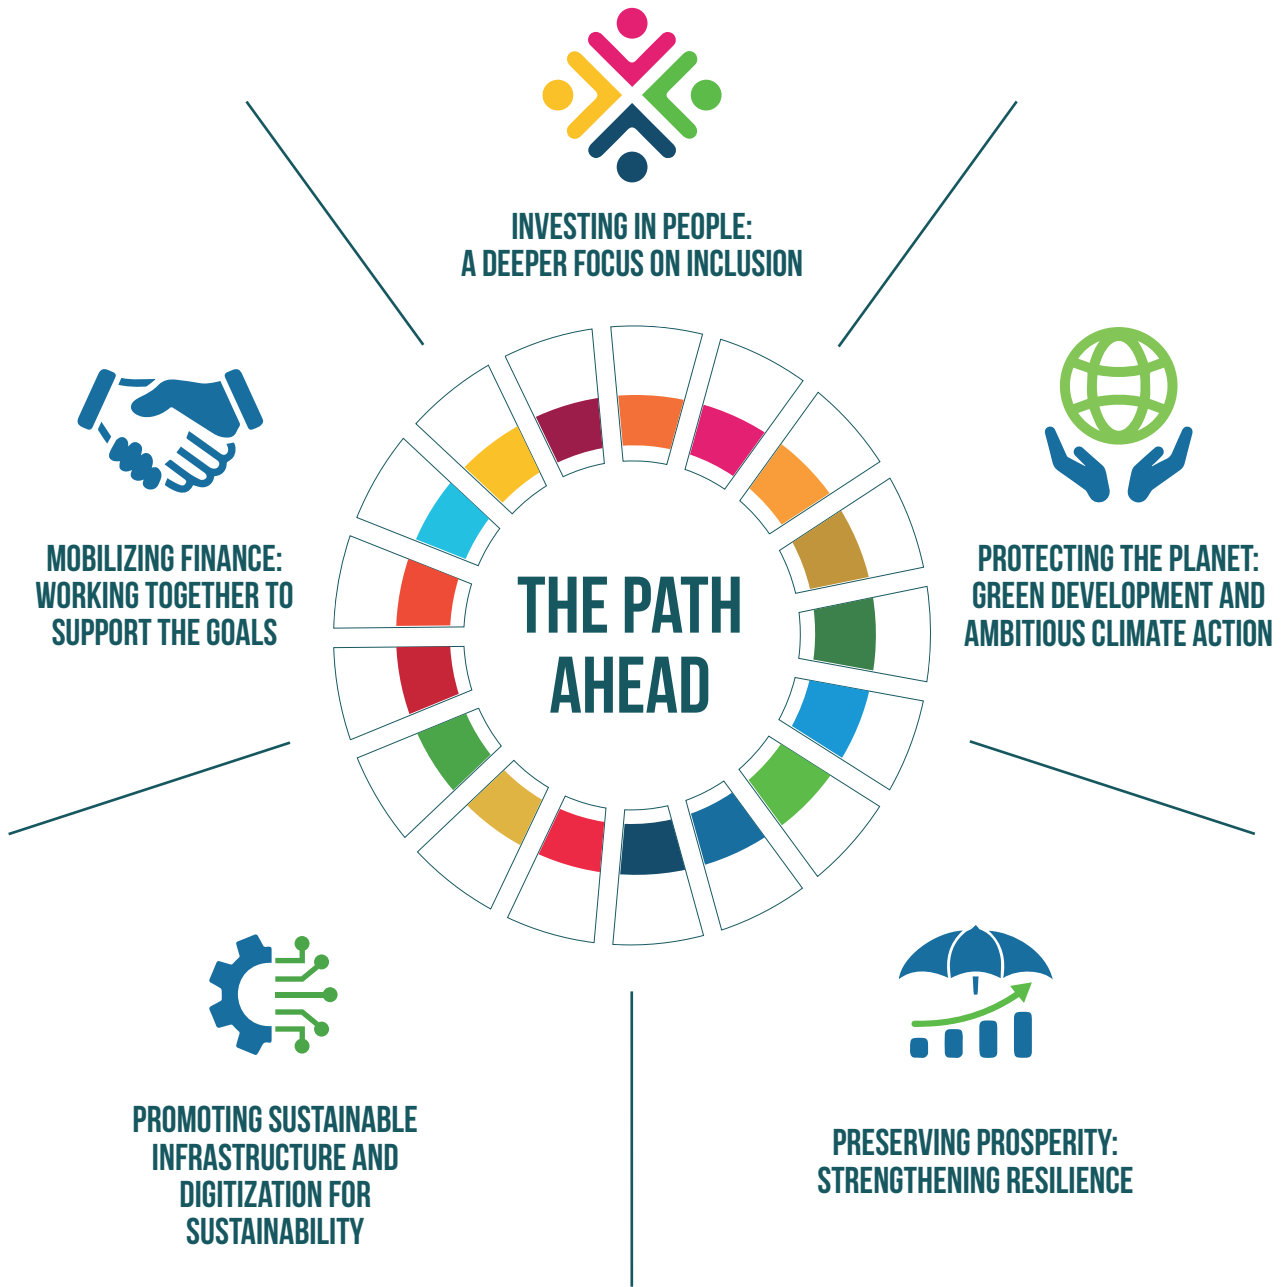 INVESTING IN PEOPLE:
A DEEPER FOCUS ON INCLUSION
MOBILIZING FINANCE:
WORKING TOGETHER TO
SUPPORT THE GOALS
THE PATH
AHEAD
PROTECTING THE PLANET:
GREEN DEVELOPMENT AND
AMBITIOUS CLIMATE ACTION
PROMOTING SUSTAINABLE
INFRASTRUCTURE AND
DIGITIZATION FOR
SUSTAINABILITY
PRESERVING PROSPERITY:
STRENGTHENING RESILIENCE